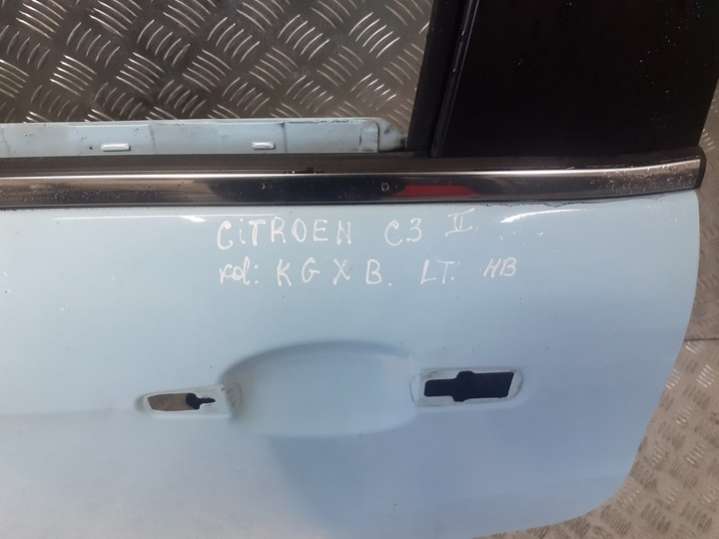 CiTROEN C3 II
kol: KGXB. LT. HB